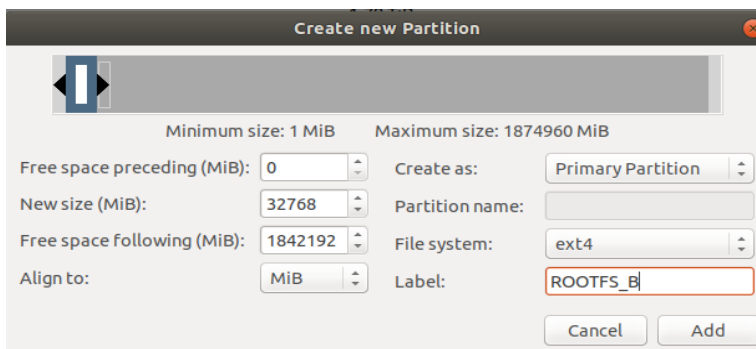 Create new Partition
Minimum size: 1 MiB Maximum size: 1874960 MiB
Free space preceding (MiB): 0 Create as: Primary Partition
New size (MiB): 32768 Partition name:
Free space following (MiB): 1842192 File system: ext4
Align to: MiB Label: ROOTFS_B
Cancel Add